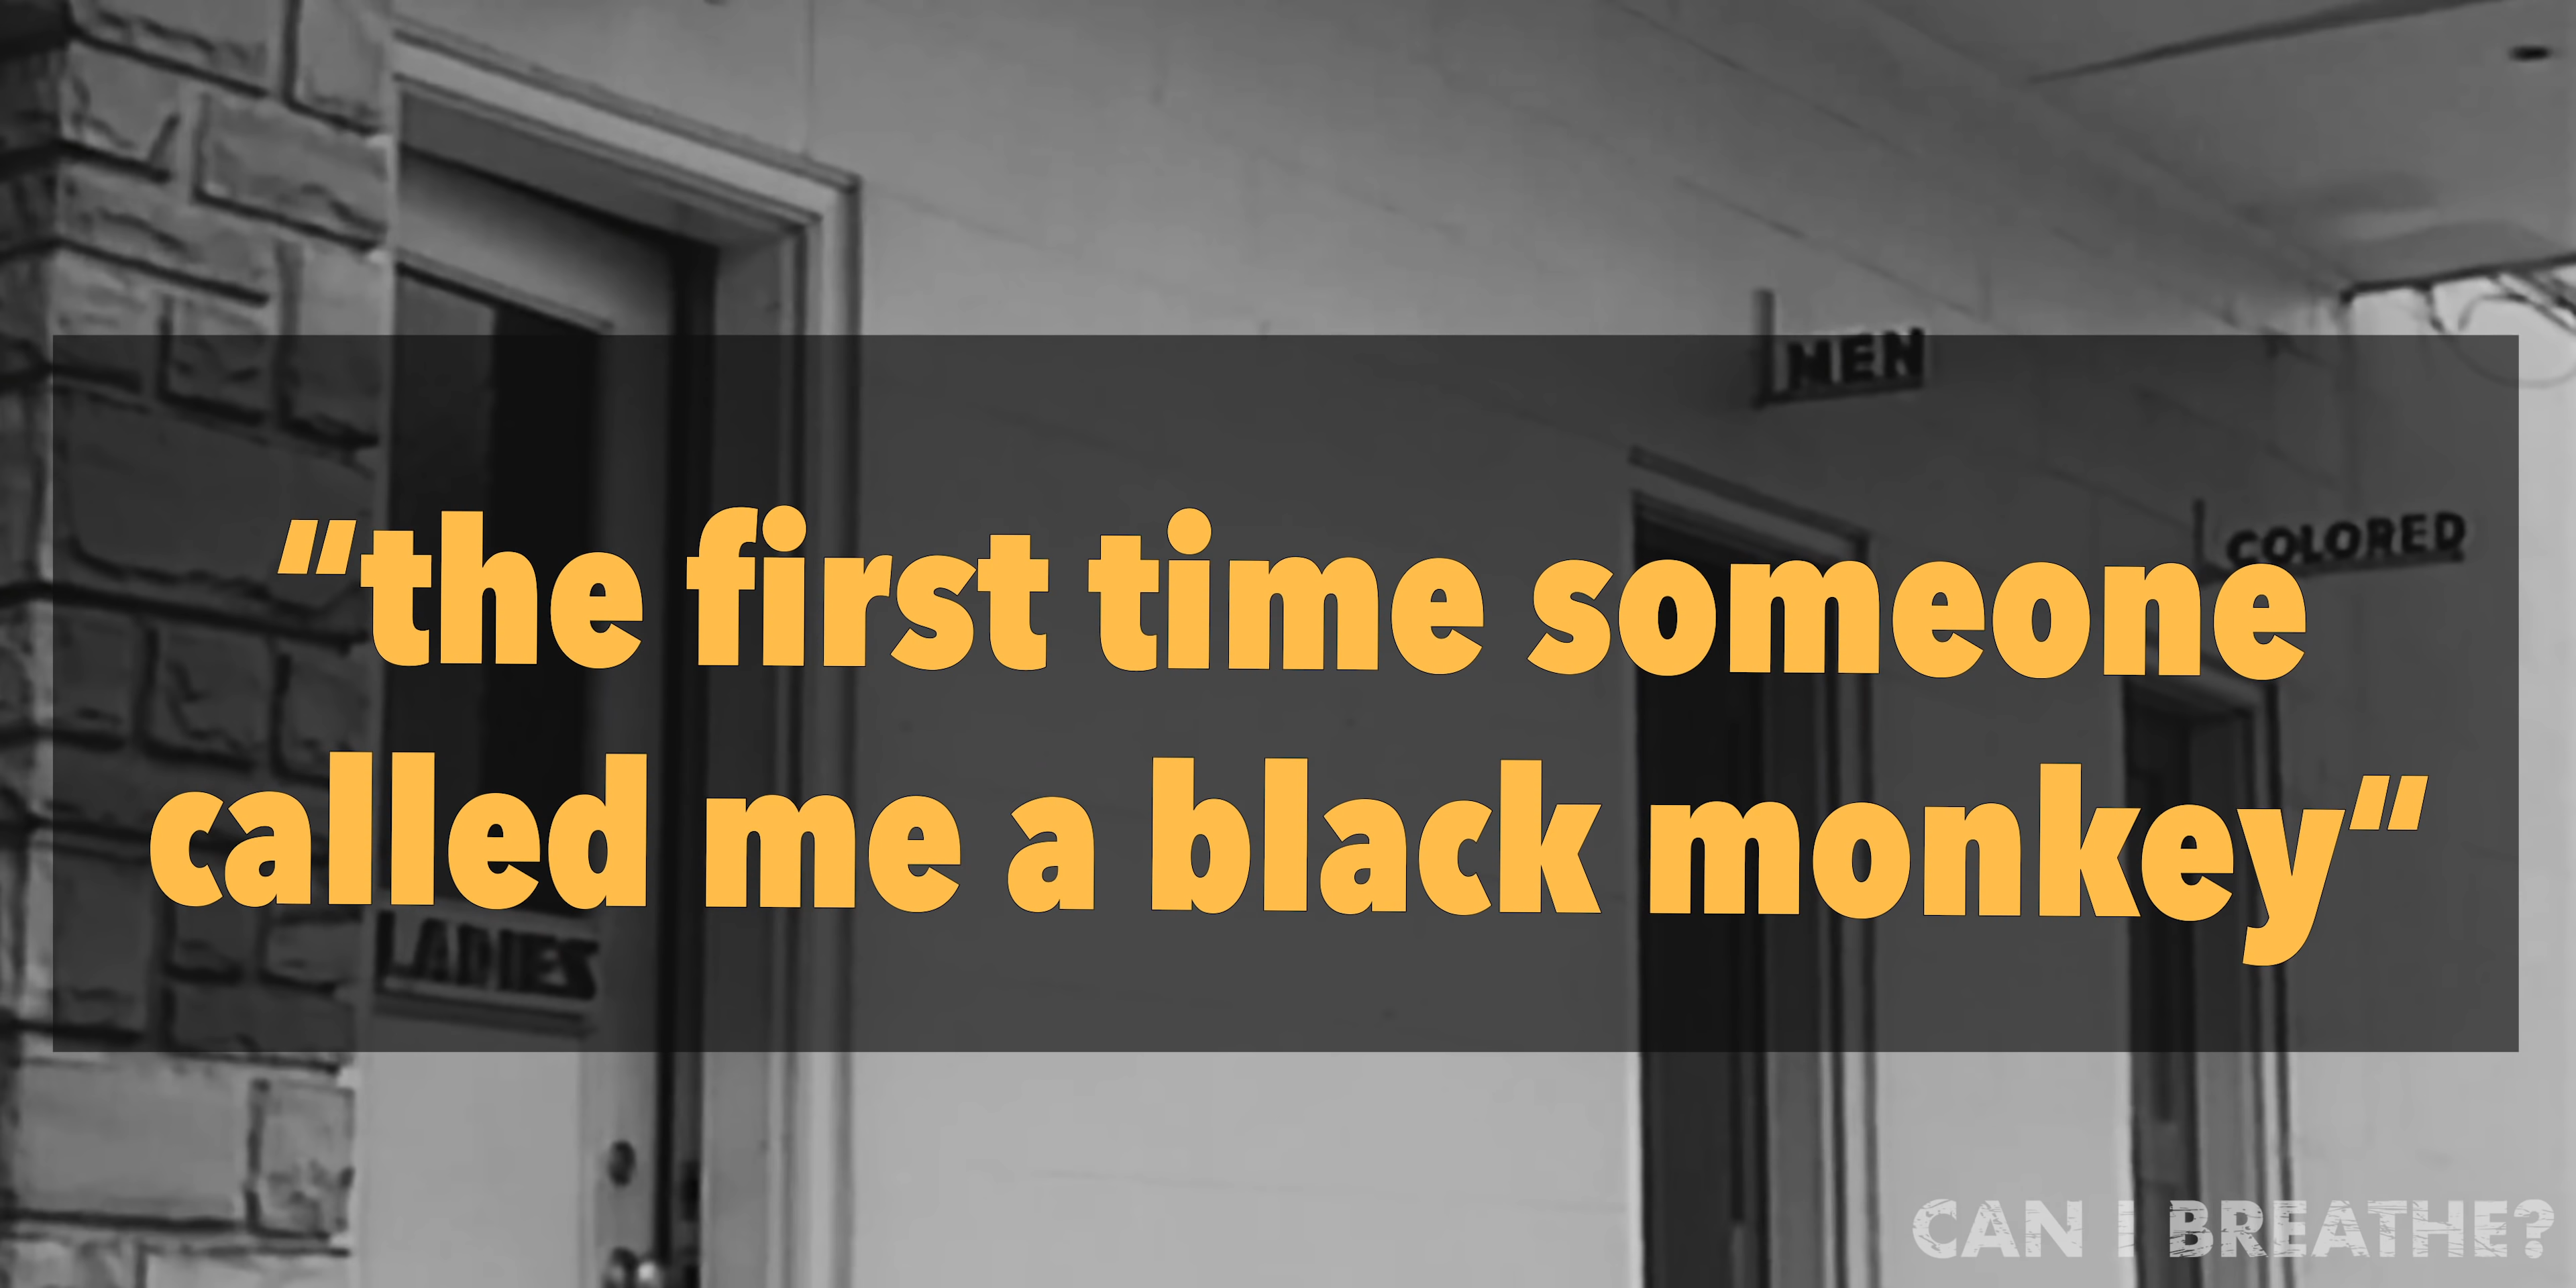 MEN
COLORED
“the first time someone
called me a black monkey“
LADIES
CAN I BREATHE?